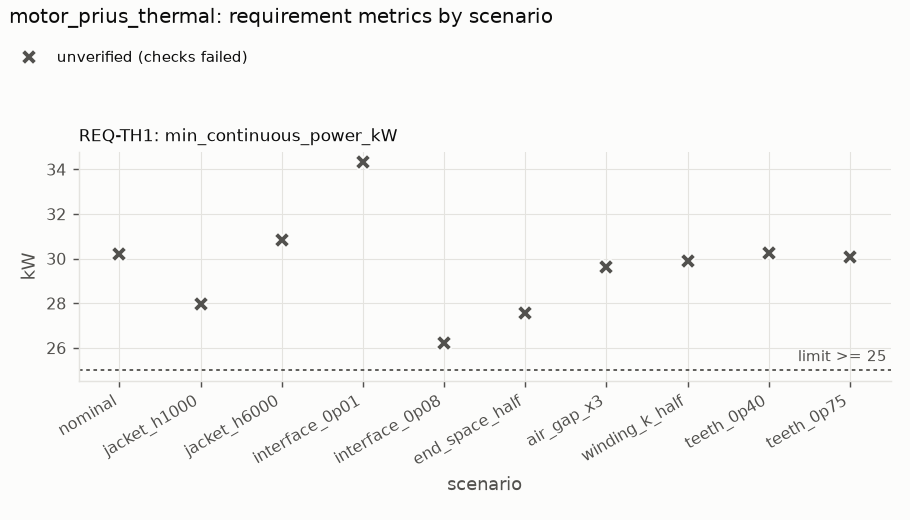 motor_prius_thermal: requirement metrics by scenario
unverified (checks failed)
REQ-TH1: min_continuous_power_kW
34
32
30
28
26
kW
limit >= 25
nominal
jacket_h1000
jacket_h6000
interface_0p01
interface_0p08
end_space_half
air_gap_x3
winding_k_half
teeth_0p40
teeth_0p75
scenario